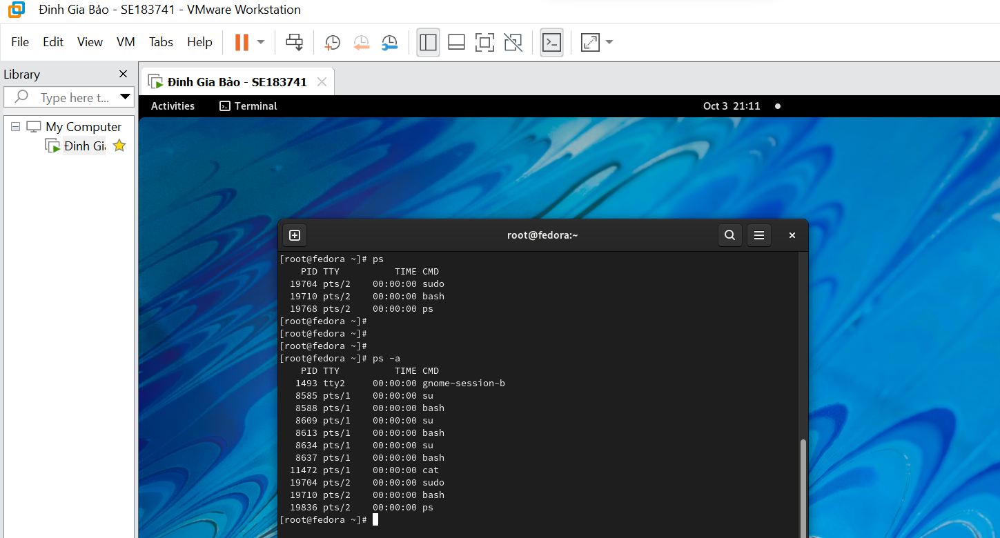 Đinh Gia Bảo - SE183741 - VMware Workstation
File Edit View VM Tabs Help
Library
Type here t...
My Computer
Đinh Gi
Đinh Gia Bảo - SE183741
Activities Terminal Oct 3 21:11
root@fedora:~
[root@fedora ~]# ps
PID TTY TIME CMD
19704 pts/2 00:00:00 sudo
19710 pts/2 00:00:00 bash
19768 pts/2 00:00:00 ps
[root@fedora ~]#
[root@fedora ~]#
[root@fedora ~]#
[root@fedora ~]# ps -a
PID TTY TIME CMD
1493 tty2 00:00:00 gnome-session-b
8585 pts/1 00:00:00 su
8588 pts/1 00:00:00 bash
8609 pts/1 00:00:00 su
8613 pts/1 00:00:00 bash
8634 pts/1 00:00:00 su
8637 pts/1 00:00:00 bash
11472 pts/1 00:00:00 cat
19704 pts/2 00:00:00 sudo
19710 pts/2 00:00:00 bash
19836 pts/2 00:00:00 ps
[root@fedora ~]#